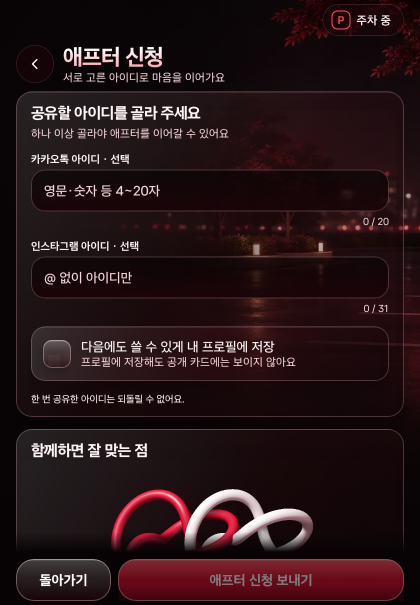 P 주차 중
애프터 신청
서로 고른 아이디로 마음을 이어가요
공유할 아이디를 골라 주세요
하나 이상 골라야 애프터를 이어갈 수 있어요
카카오톡 아이디 · 선택
영문·숫자 등 4~20자
0 / 20
인스타그램 아이디 · 선택
@ 없이 아이디만
0 / 31
다음에도 쓸 수 있게 내 프로필에 저장
프로필에 저장해도 공개 카드에는 보이지 않아요
한 번 공유한 아이디는 되돌릴 수 없어요.
함께하면 잘 맞는 점
돌아가기
애프터 신청 보내기